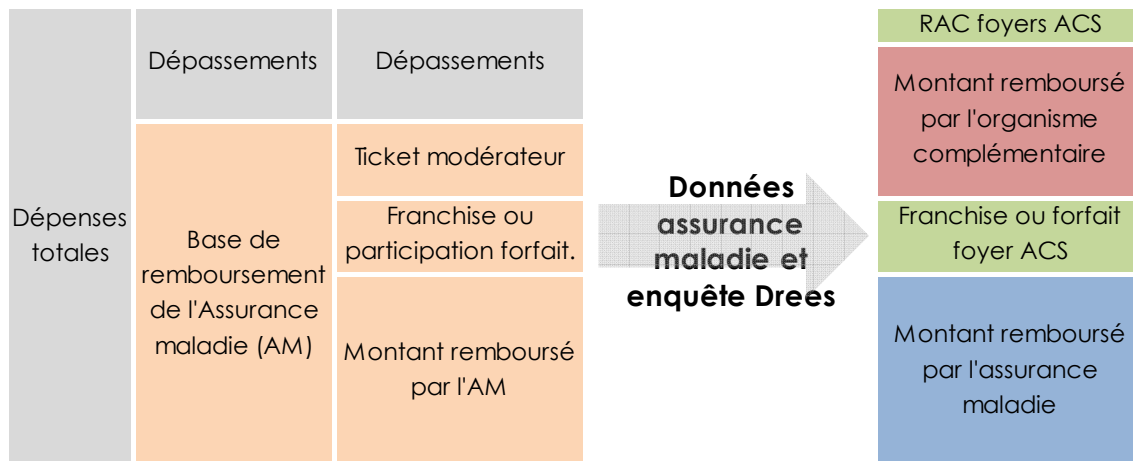 Dépenses
totales
Dépassements
Base de
remboursement
de l'Assurance
maladie (AM)
Dépassements
Ticket modérateur
Franchise ou
participation forfait.
Montant remboursé
par l'AM
Données
assurance
maladie et
enquête Drees
RAC foyers ACS
Montant remboursé
par l'organisme
complémentaire
Franchise ou forfait
foyer ACS
Montant remboursé
par l'assurance
maladie